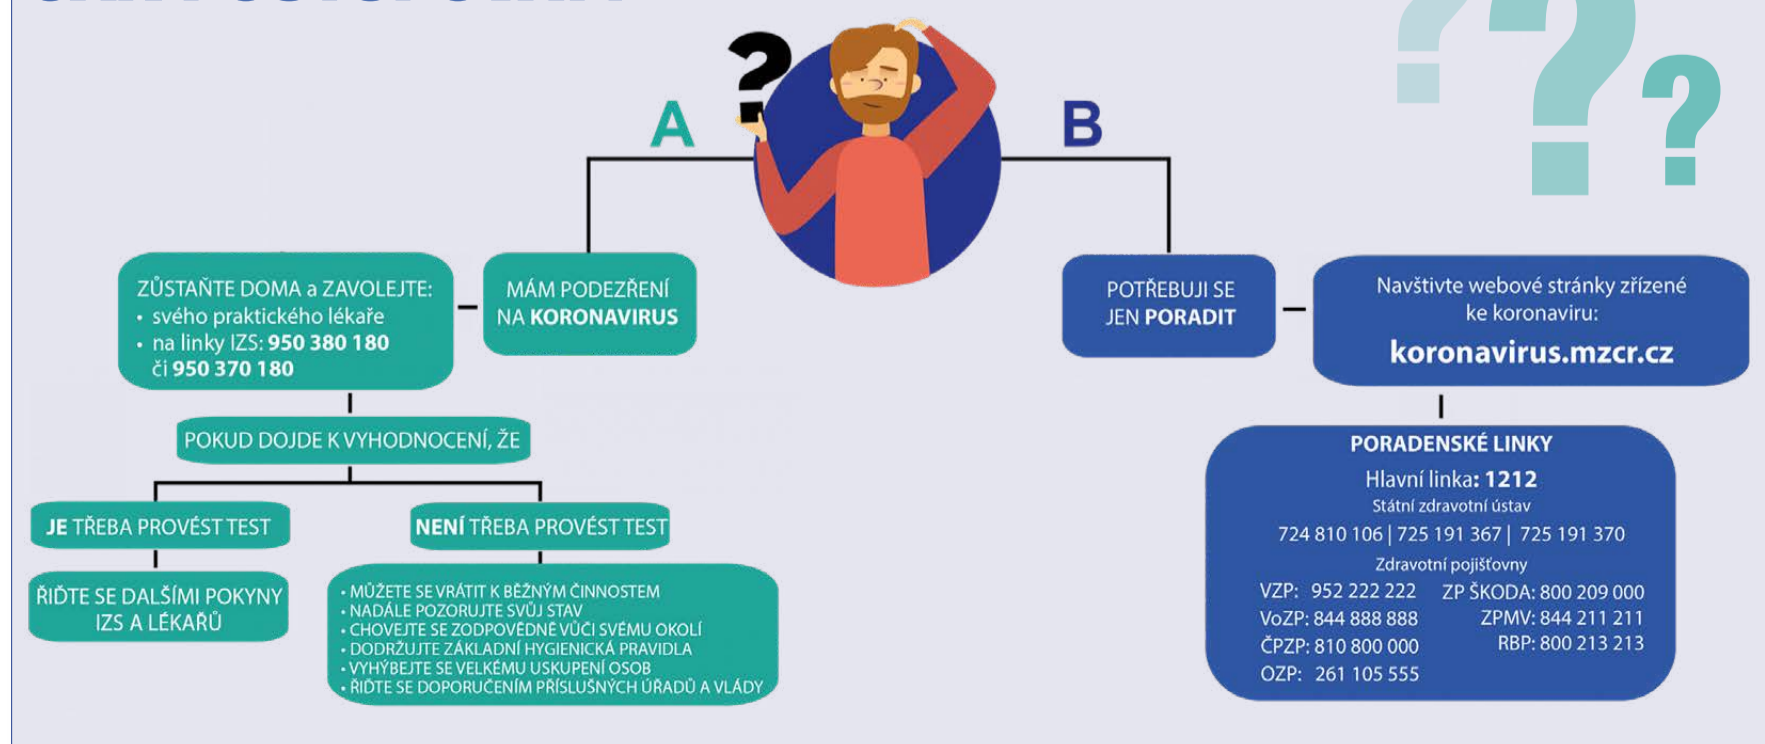 ?
A
B
ZŮSTAŇTE DOMA a ZAVOLEJTE:
• svého praktického lékaře
• na linky IZS: 950 380 180
či 950 370 180
MÁM PODEZŘENÍ
NA KORONAVIRUS
POKUD DOJDE K VYHODNOCENÍ, ŽE
JE TŘEBA PROVÉST TEST
NENÍ TŘEBA PROVÉST TEST
ŘIĎTE SE DALŠÍMI POKYNY
IZS A LÉKAŘŮ
• MŮŽETE SE VRÁTIT K BĚŽNÝM ČINNOSTEM
• NADÁLE POZORUJTE SVŮJ STAV
• CHOVEJTE SE ZODPOVĚDNĚ VŮČI SVÉMU OKOLÍ
• DODRŽUJTE ZÁKLADNÍ HYGIENICKÁ PRAVIDLA
• VYHÝBEJTE SE VELKÉMU USKUPENÍ OSOB
• ŘIĎTE SE DOPORUČENÍM PŘÍSLUŠNÝCH ÚŘADŮ A VLÁDY
POTŘEBUJI SE
JEN PORADIT
Navštivte webové stránky zřízené
ke koronaviru:
koronavirus.mzcr.cz
PORADENSKÉ LINKY
Hlavní linka: 1212
Státní zdravotní ústav
724 810 106 | 725 191 367 | 725 191 370
Zdravotní pojišťovny
VZP: 952 222 222 ZP ŠKODA: 800 209 000
VoZP: 844 888 888 ZPMV: 844 211 211
ČPZP: 810 800 000 RBP: 800 213 213
OZP: 261 105 555
? ? ?